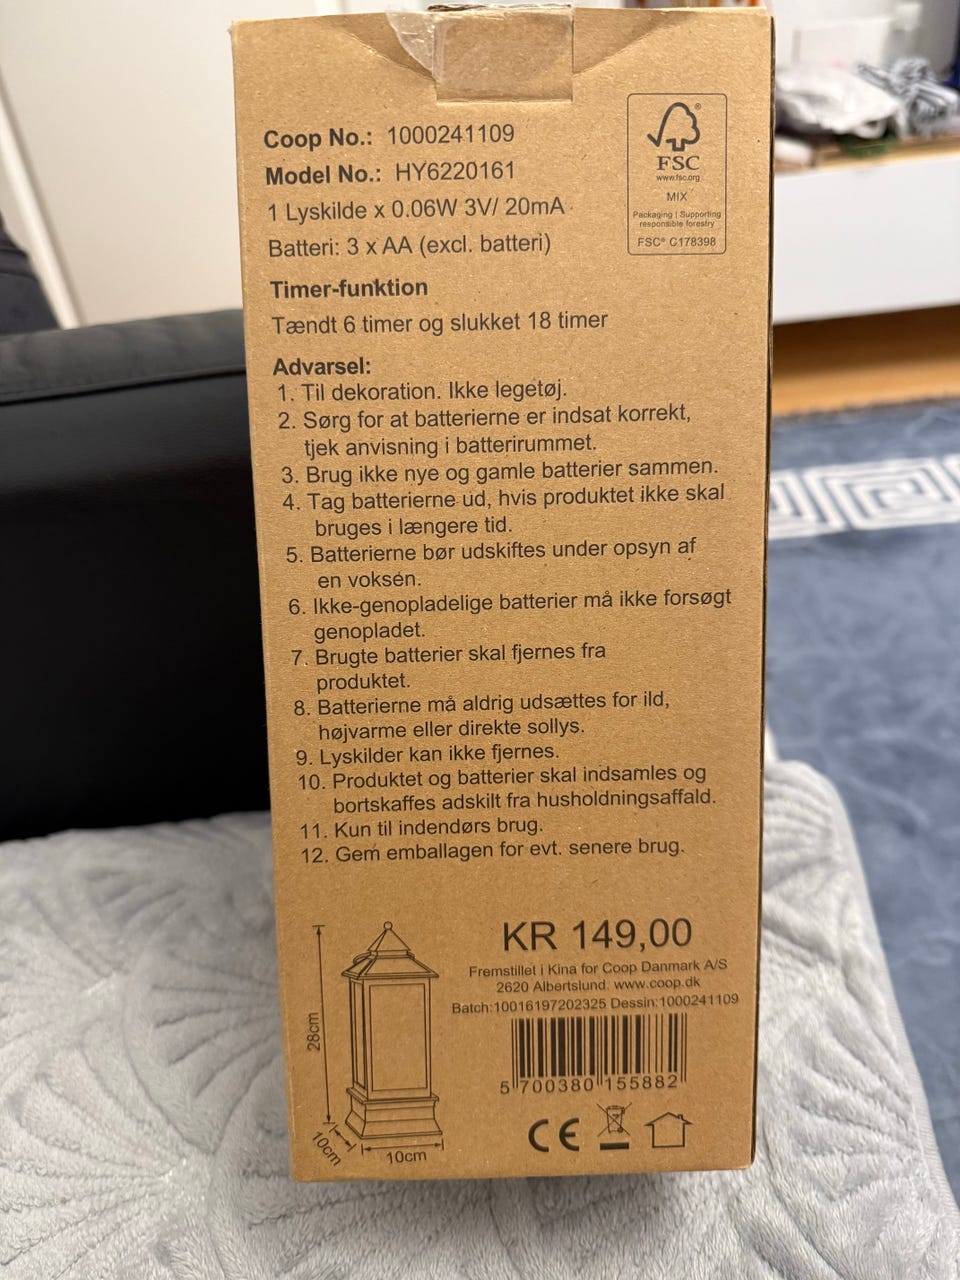 Coop No.: 1000241109
Model No.: HY6220161
1 Lyskilde x 0.06W 3V/ 20mA
Batteri: 3 x AA (excl. batteri)
FSC
www.fsc.org
MIX
Packaging | Supporting
responsible forestry
FSC® C178398
Timer-funktion
Tændt 6 timer og slukket 18 timer
Advarsel:
1. Til dekoration. Ikke legetøj.
2. Sørg for at batterierne er indsat korrekt,
tjek anvisning i batterirummet.
3. Brug ikke nye og gamle batterier sammen.
4. Tag batterierne ud, hvis produktet ikke skal
bruges i længere tid.
5. Batterierne bør udskiftes under opsyn af
en voksen.
6. Ikke-genopladelige batterier må ikke forsøgt
genopladet.
7. Brugte batterier skal fjernes fra
produktet.
8. Batterierne må aldrig udsættes for ild,
højvarme eller direkte sollys.
9. Lyskilder kan ikke fjernes.
10. Produktet og batterier skal indsamles og
bortskaffes adskilt fra husholdningsaffald.
11. Kun til indendørs brug.
12. Gem emballagen for evt. senere brug.
28cm
10cm
10cm
KR 149,00
Fremstillet i Kina for Coop Danmark A/S
2620 Albertslund. www.coop.dk
Batch:10016197202325 Dessin:1000241109
5 700380 155882
CE